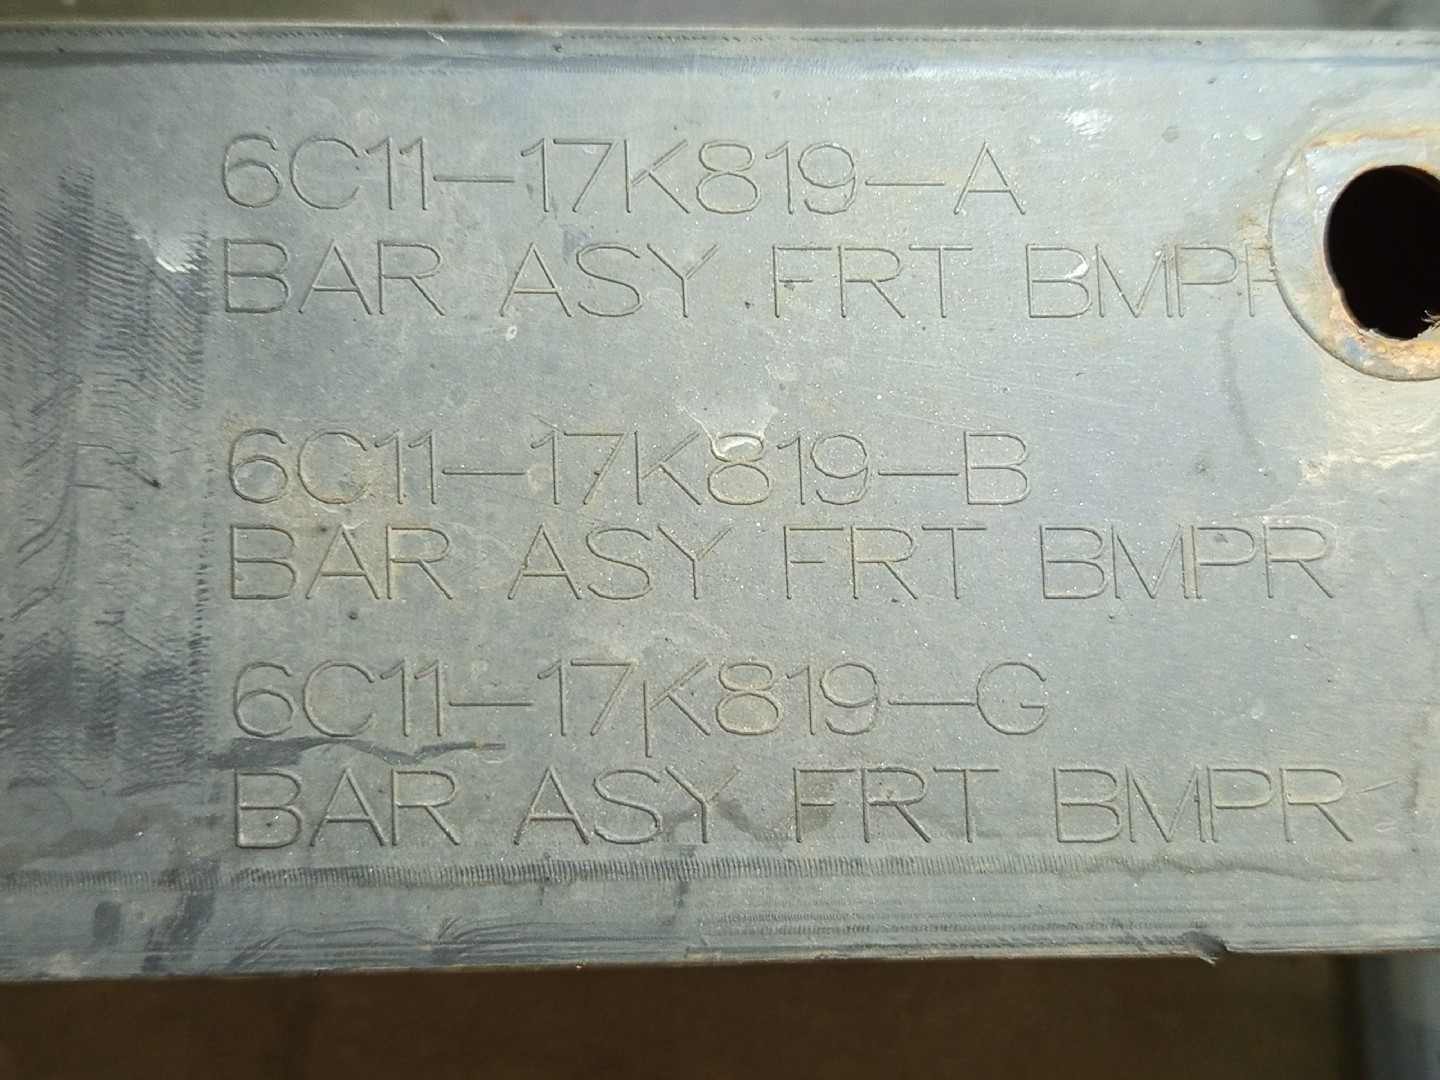 6C11-17K819-A
BAR ASY FRT BMPR
6C11-17K819-B
BAR ASY FRT BMPR
6C11-17K819-G
BAR ASY FRT BMPR